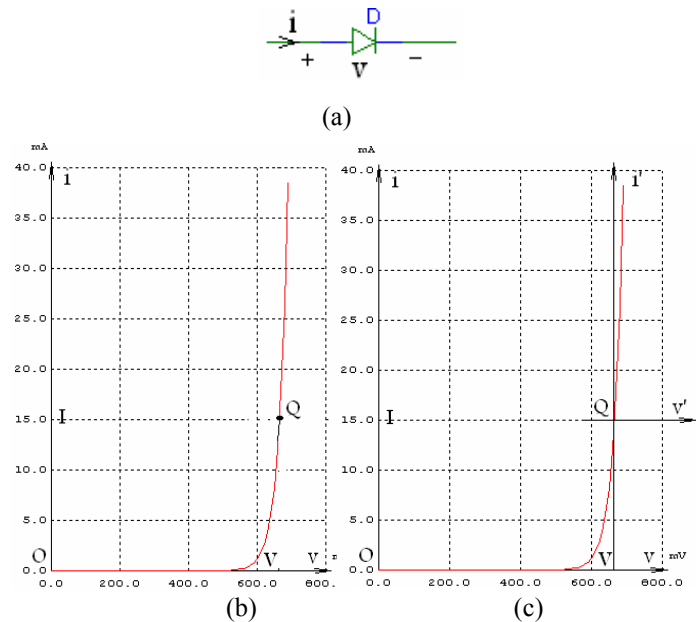 i D
+ V −
(a)
mA mA
40.0 i 40.0 i i'
35.0 35.0
30.0 30.0
25.0 25.0
20.0 20.0
I 15.0 Q I 15.0 Q V'
10.0 10.0
5.0 5.0
O V V O V V mV
0.0 0.0
0.0 200.0 400.0 600.0 800.0 0.0 200.0 400.0 600.0 800.0
(b) (c)